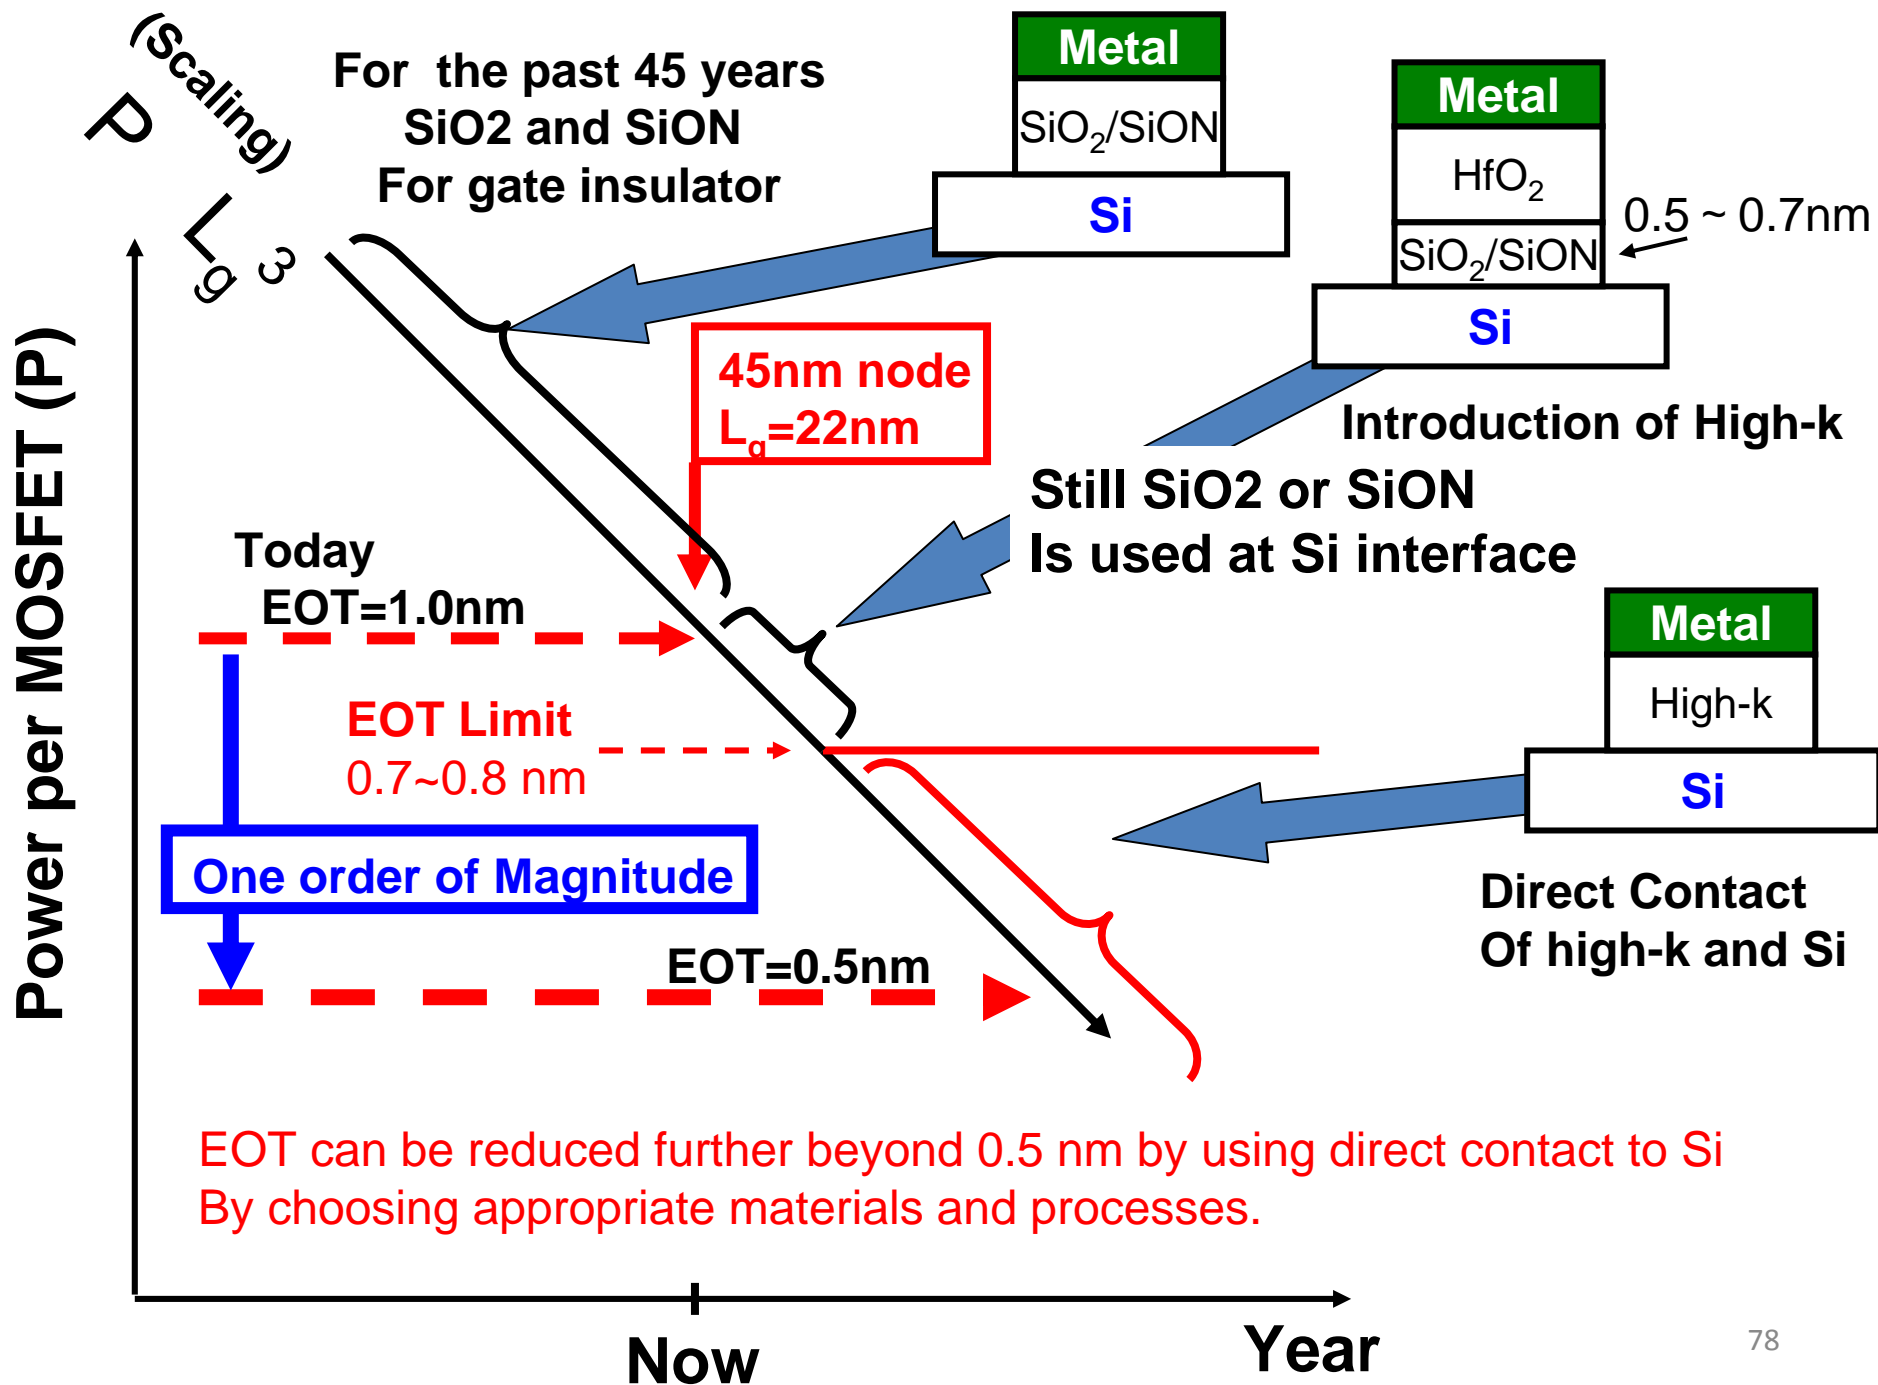 (Scaling)
P
Lg 3
For the past 45 years
SiO2 and SiON
For gate insulator
Metal
SiO₂/SiON
Si
Metal
HfO₂
SiO₂/SiON
Si
0.5 ~ 0.7nm
Introduction of High-k
45nm node
Lg=22nm
Still SiO2 or SiON
Is used at Si interface
Power per MOSFET (P)
Today
EOT=1.0nm
EOT Limit
0.7~0.8 nm
One order of Magnitude
EOT=0.5nm
Metal
High-k
Si
Direct Contact
Of high-k and Si
EOT can be reduced further beyond 0.5 nm by using direct contact to Si
By choosing appropriate materials and processes.
Now
Year
78